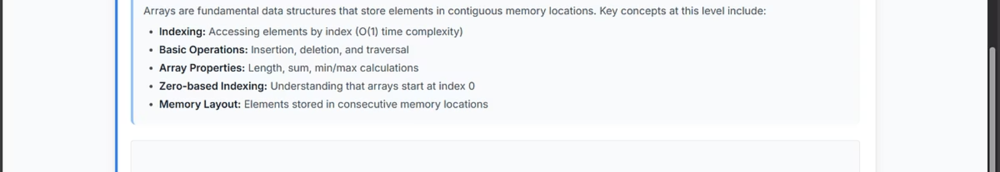 Arrays are fundamental data structures that store elements in contiguous memory locations. Key concepts at this level include:
• Indexing: Accessing elements by index (O(1) time complexity)
• Basic Operations: Insertion, deletion, and traversal
• Array Properties: Length, sum, min/max calculations
• Zero-based Indexing: Understanding that arrays start at index 0
• Memory Layout: Elements stored in consecutive memory locations